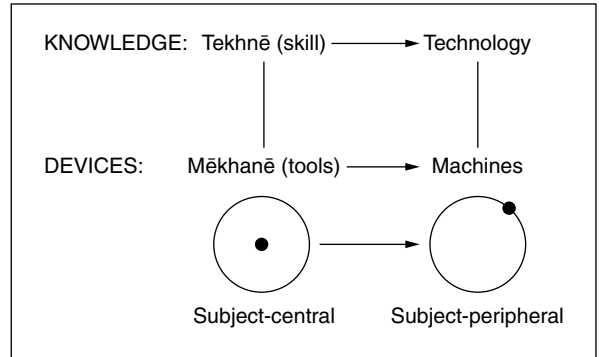 KNOWLEDGE: Tekhnē (skill) Technology
DEVICES: Mēkhanē (tools) Machines
Subject-central Subject-peripheral